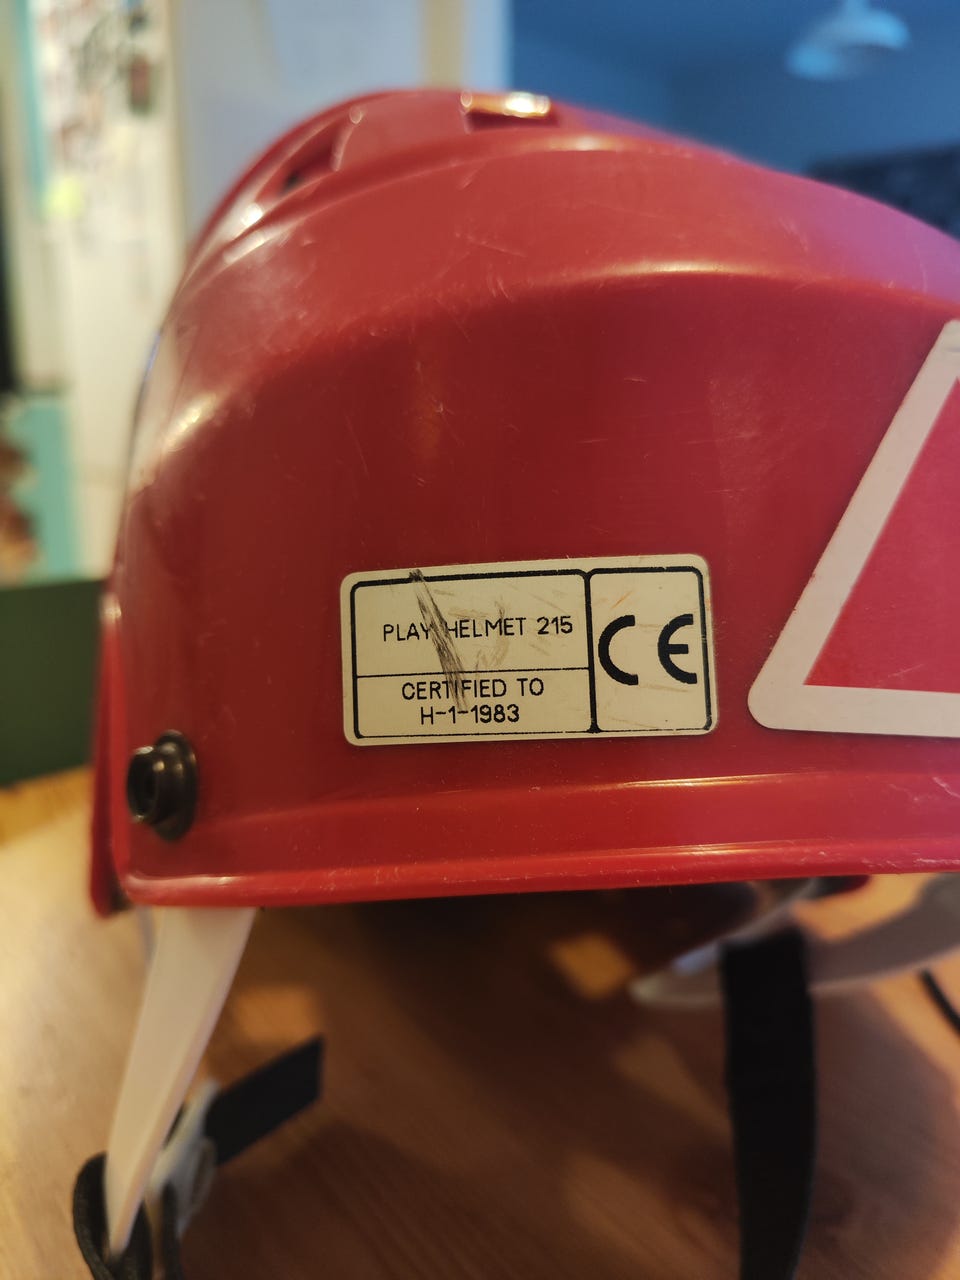 PLAY HELMET 215
CERTIFIED TO
H-1-1983
CE